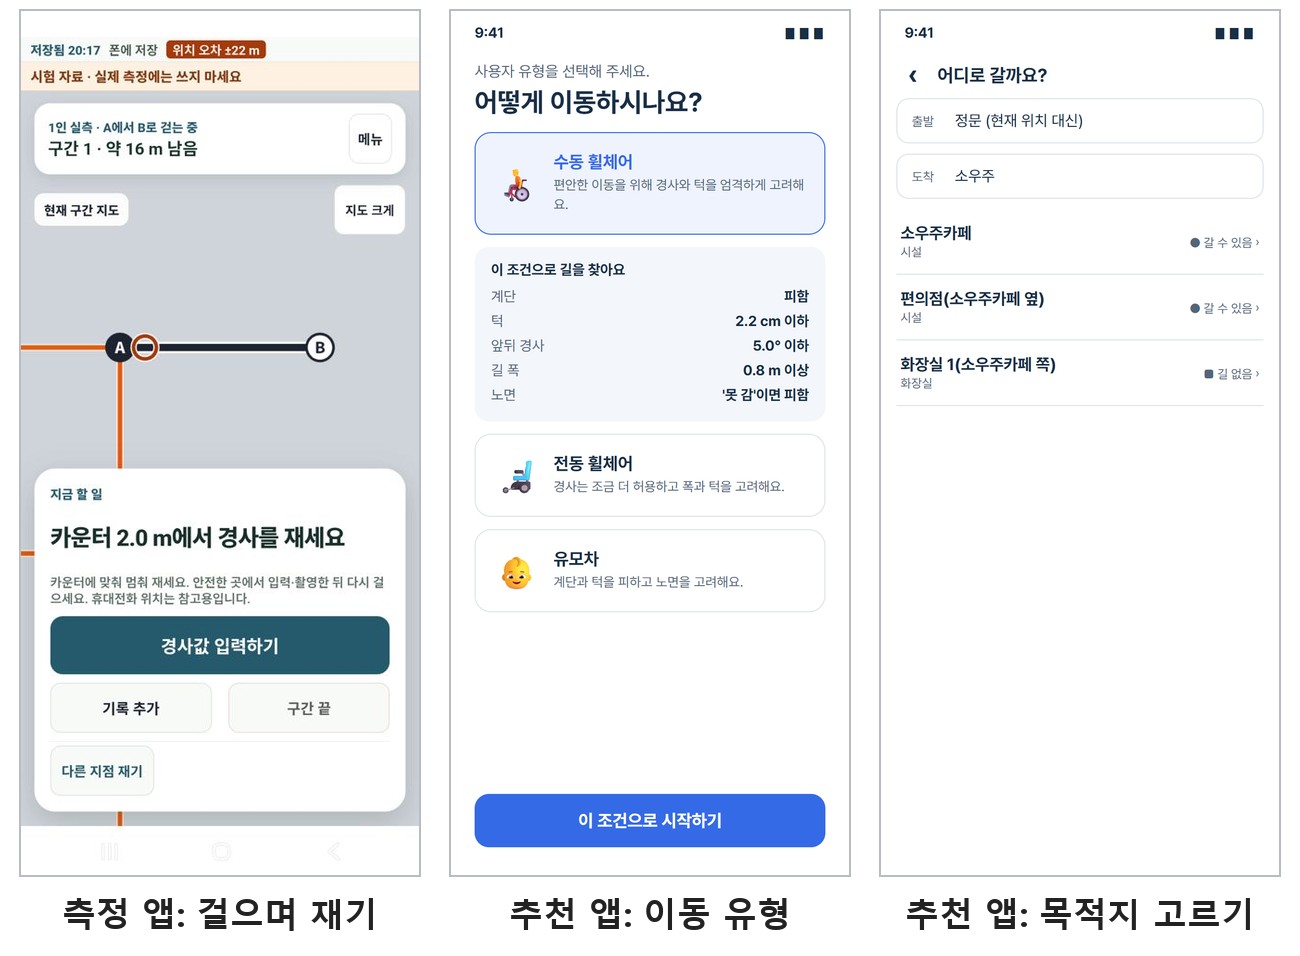 저장됨 20:17 폰에 저장 위치 오차 ±22 m
시험 자료 · 실제 측정에는 쓰지 마세요
1인 실측 · A에서 B로 걷는 중
구간 1 · 약 16 m 남음
메뉴
현재 구간 지도
지도 크게
A
B
지금 할 일
카운터 2.0 m에서 경사를 재세요
카운터에 맞춰 멈춰 재세요. 안전한 곳에서 입력·촬영한 뒤 다시 걸
으세요. 휴대전화 위치는 참고용입니다.
경사값 입력하기
기록 추가
구간 끝
다른 지점 재기
측정 앱: 걸으며 재기
9:41
사용자 유형을 선택해 주세요.
어떻게 이동하시나요?
수동 휠체어
편안한 이동을 위해 경사와 턱을 엄격하게 고려해
요.
이 조건으로 길을 찾아요
계단 피함
턱 2.2 cm 이하
앞뒤 경사 5.0° 이하
길 폭 0.8 m 이상
노면 '못 감'이면 피함
전동 휠체어
경사는 조금 더 허용하고 폭과 턱을 고려해요.
유모차
계단과 턱을 피하고 노면을 고려해요.
이 조건으로 시작하기
추천 앱: 이동 유형
9:41
‹ 어디로 갈까요?
출발 정문 (현재 위치 대신)
도착 소우주
소우주카페
시설
● 갈 수 있음 ›
편의점(소우주카페 옆)
시설
● 갈 수 있음 ›
화장실 1(소우주카페 쪽)
화장실
■ 길 없음 ›
추천 앱: 목적지 고르기